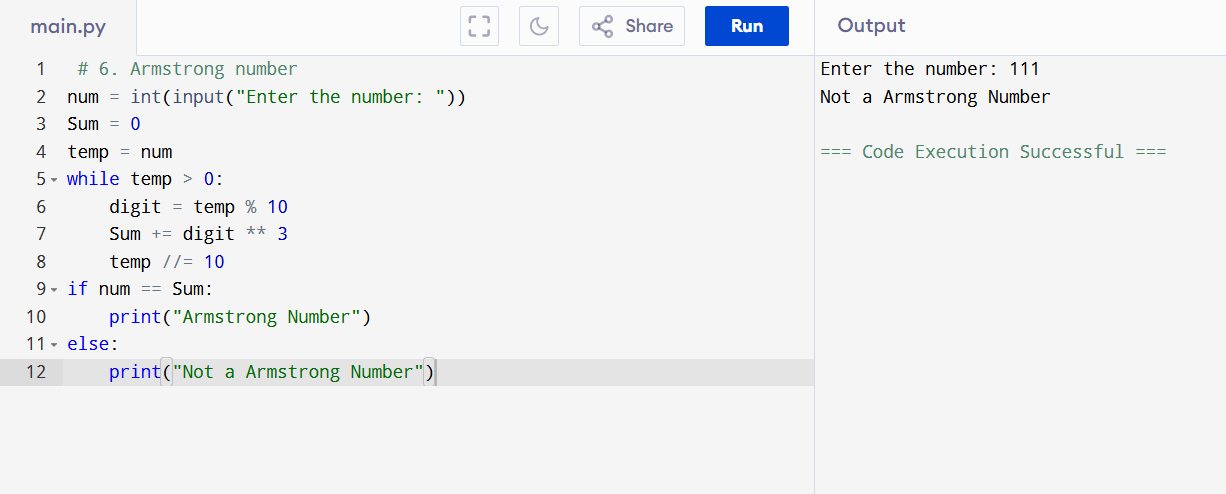 main.py
Share
Run
Output
1 # 6. Armstrong number
2 num = int(input("Enter the number: "))
3 Sum = 0
4 temp = num
5 while temp > 0:
6     digit = temp % 10
7     Sum += digit ** 3
8     temp //= 10
9 if num == Sum:
10     print("Armstrong Number")
11 else:
12     print("Not a Armstrong Number")
Enter the number: 111
Not a Armstrong Number
=== Code Execution Successful ===